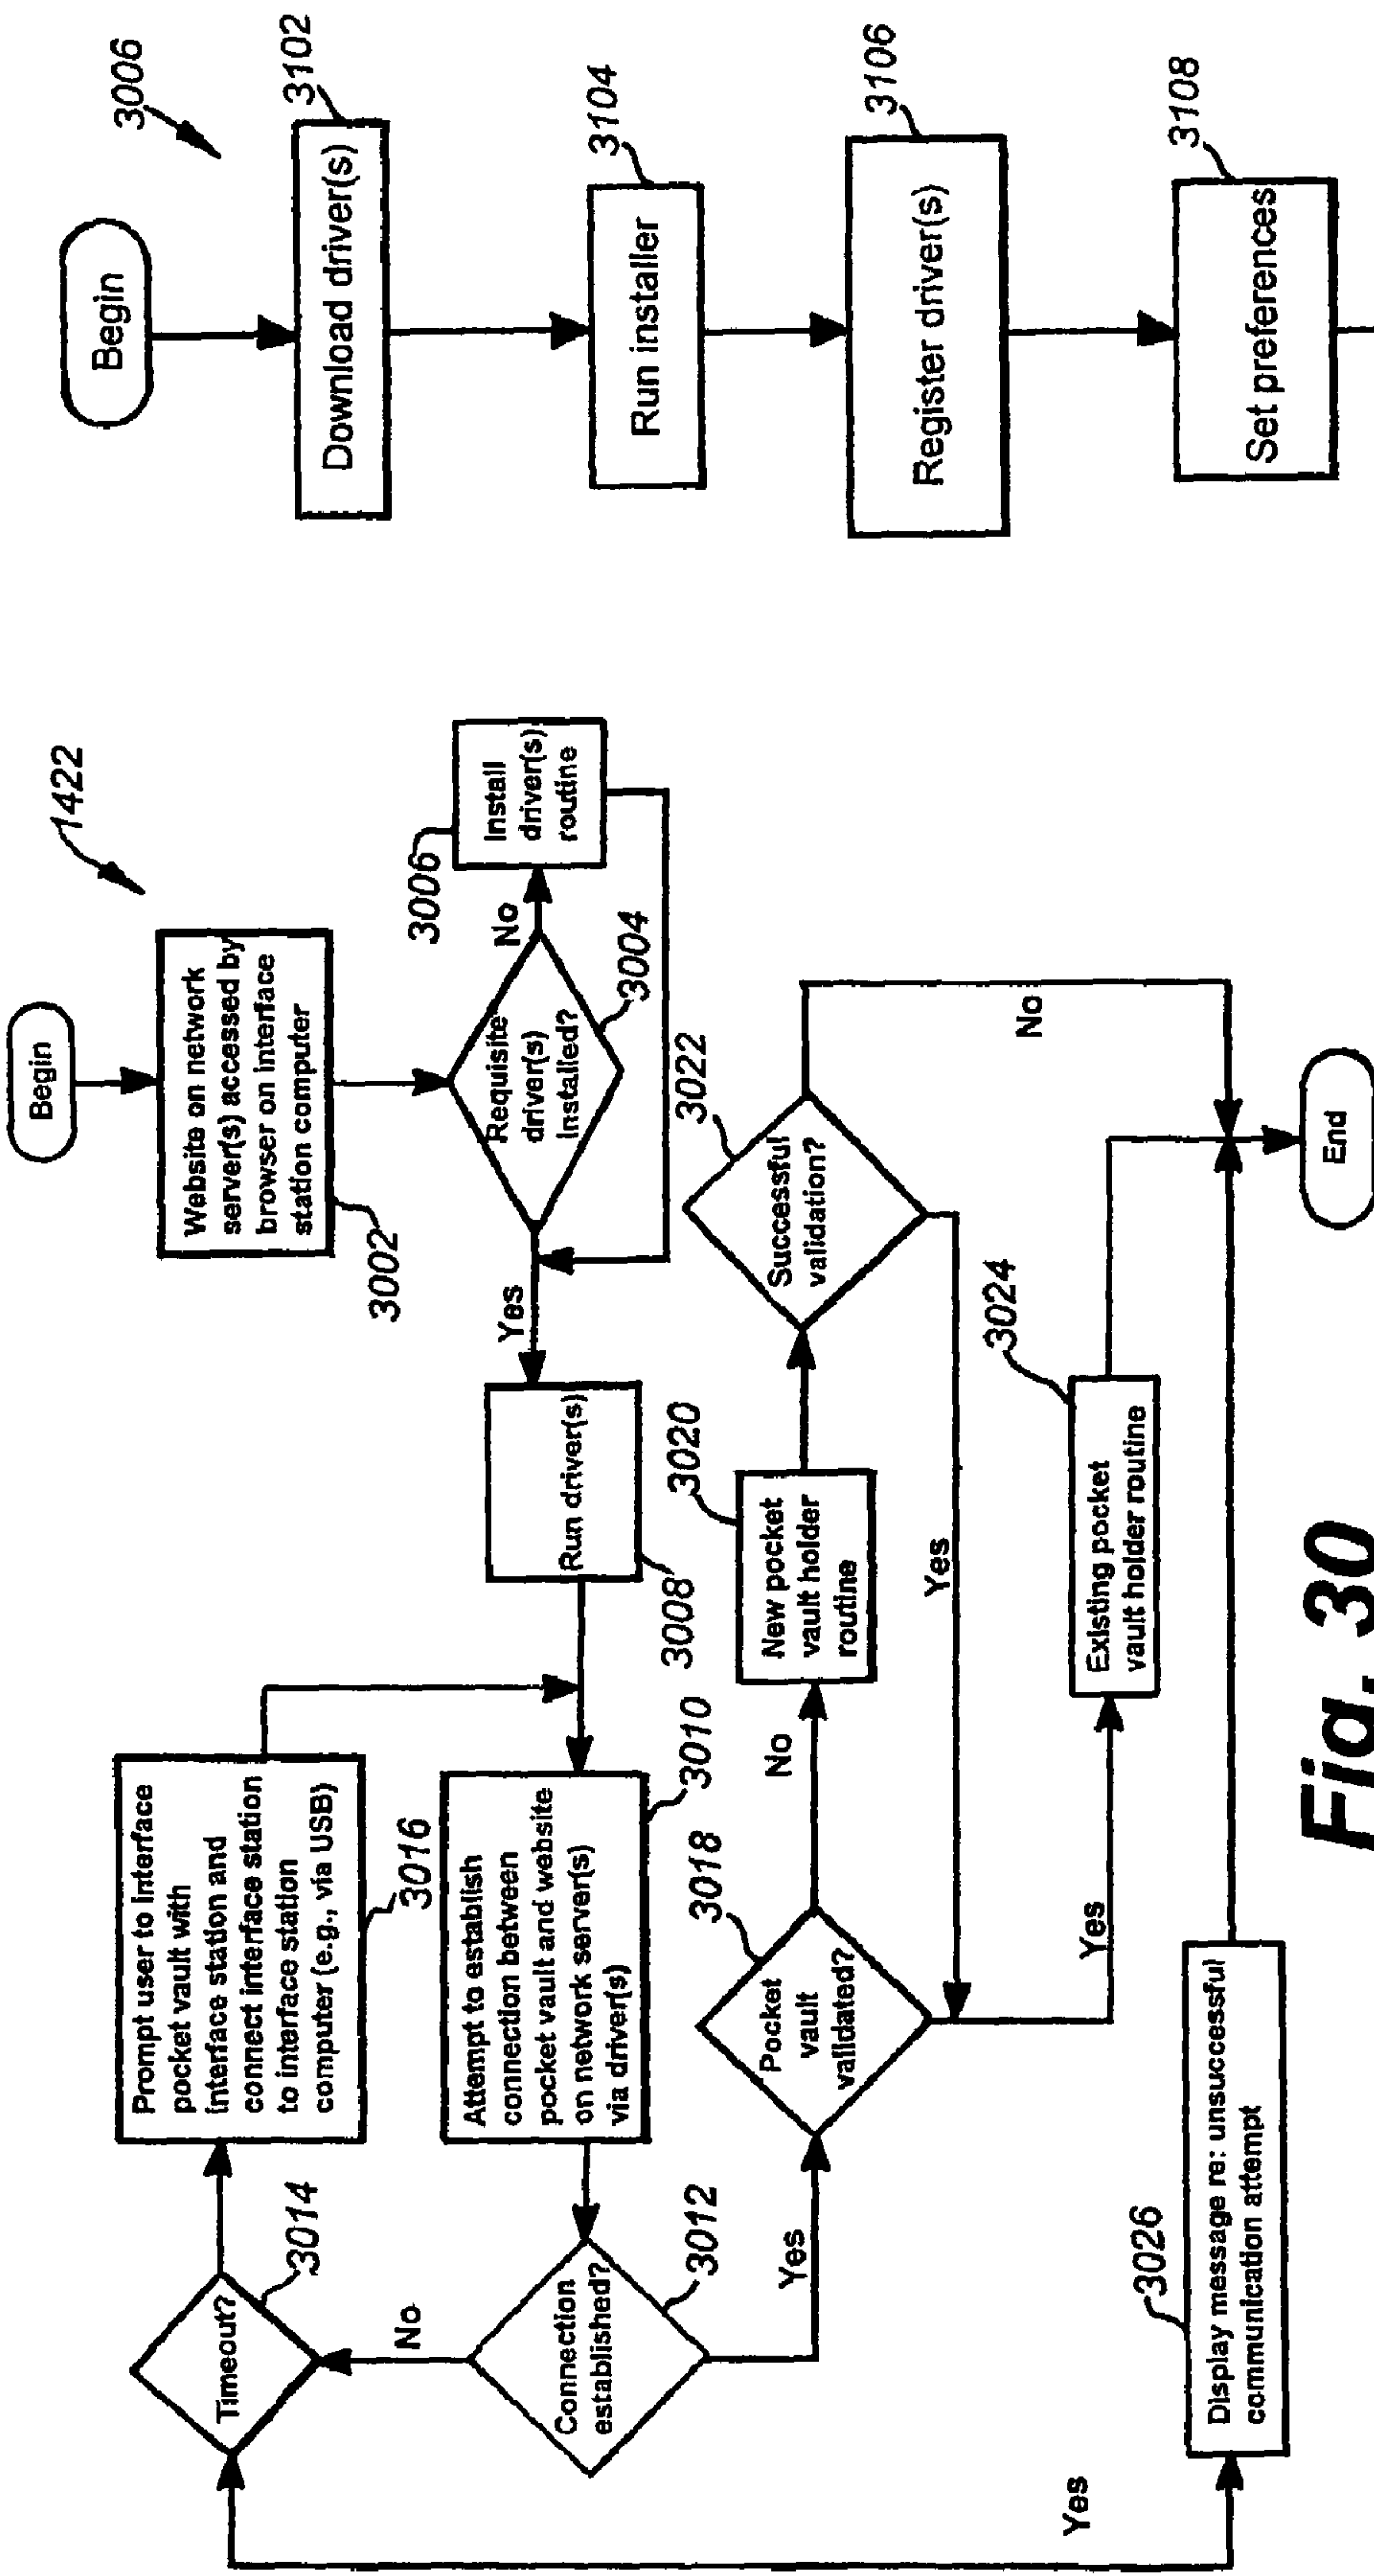 1422
Begin
Website on network
server(s) accessed by
browser on interface
station computer
3002
Requisite
driver(s)
Installed?
3004
No
3006
Install
driver(s)
routine
Yes
Run driver(s)
3008
Prompt user to Interface
pocket vault with
interface station and
connect interface station
to interface station
computer (e.g., via USB)
3016
Attempt to establish
connection between
pocket vault and website
on network server(s)
via driver(s)
3010
Timeout?
3014
No
Connection
established?
3012
Yes
Pocket
vault
validated?
3018
No
New pocket
vault holder
routine
3020
Successful
validation?
3022
No
Yes
Yes
Existing pocket
vault holder routine
3024
Yes
Display message re: unsuccessful
communication attempt
3026
End
Fig. 30
3006
Begin
Download driver(s)
3102
Run installer
3104
Register driver(s)
3106
Set preferences
3108